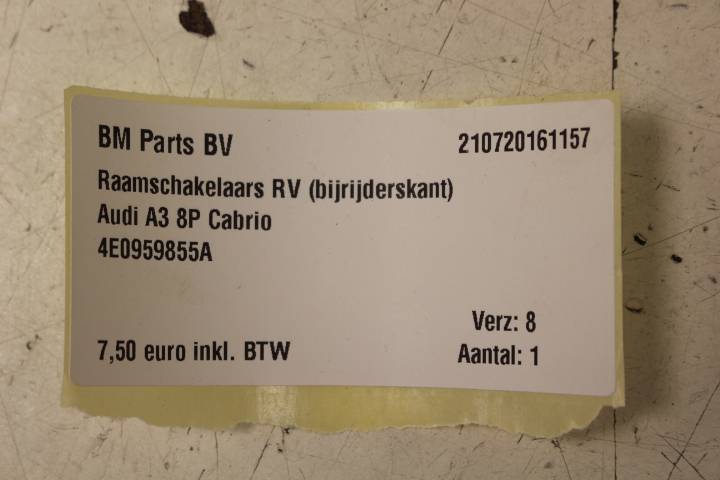 BM Parts BV 210720161157
Raamschakelaars RV (bijrijderskant)
Audi A3 8P Cabrio
4E0959855A
Verz: 8
7,50 euro inkl. BTW Aantal: 1